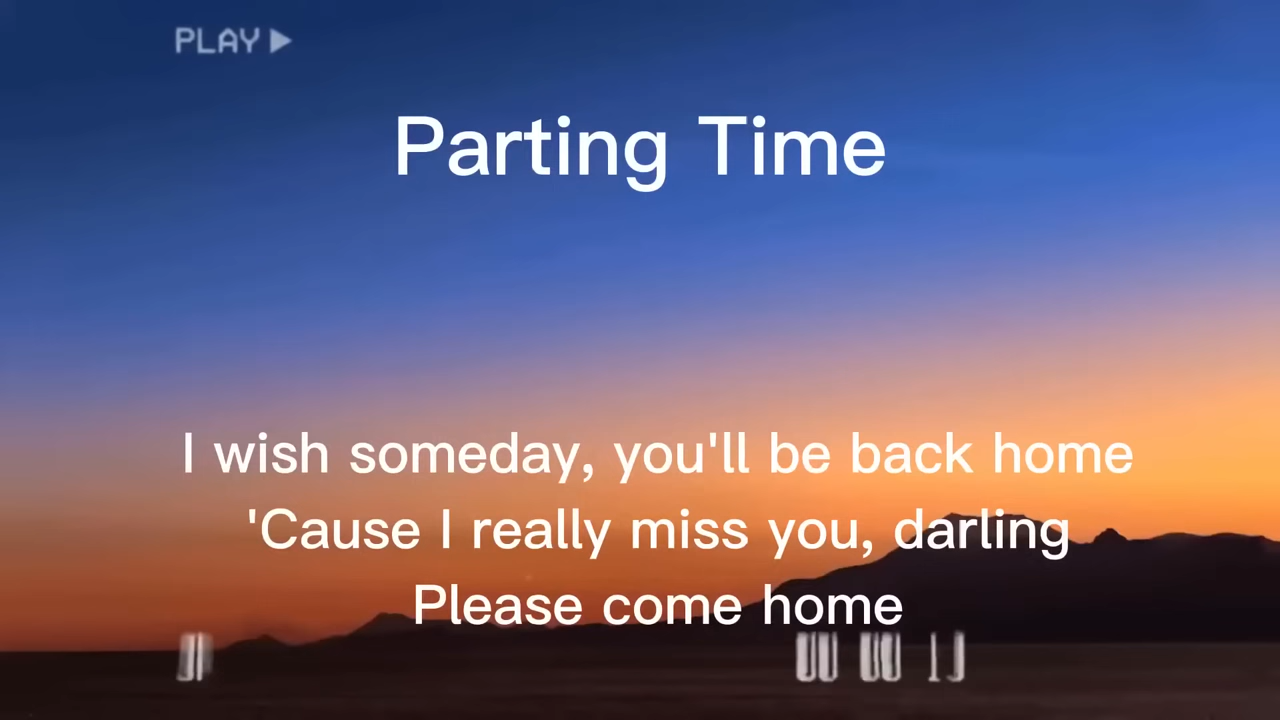 PLAY
Parting Time
I wish someday, you'll be back home
'Cause I really miss you, darling
Please come home